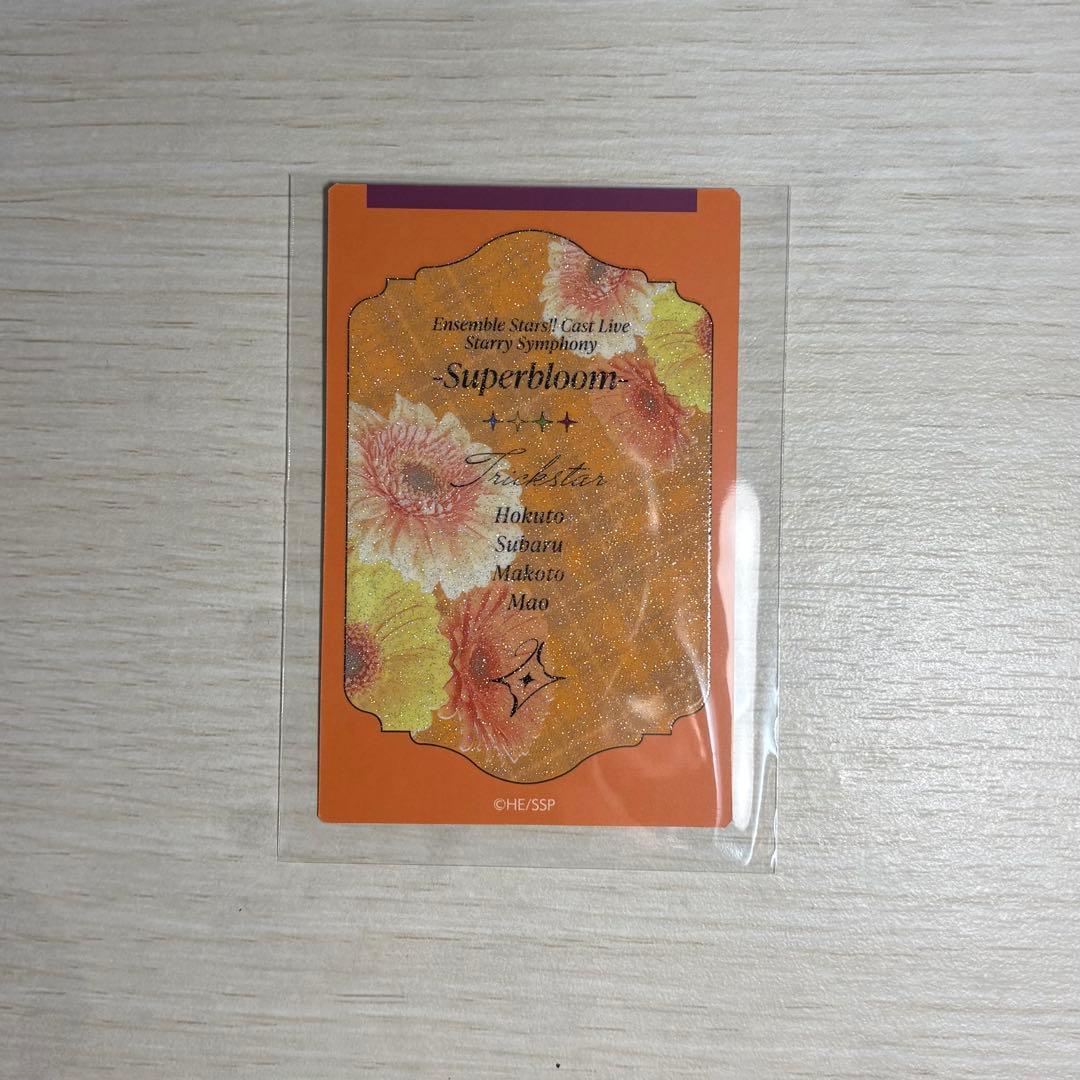 Ensemble Stars!! Cast Live
Starry Symphony
-Superbloom-
Trickstar
Hokuto
Subaru
Makoto
Mao
©HE/SSP